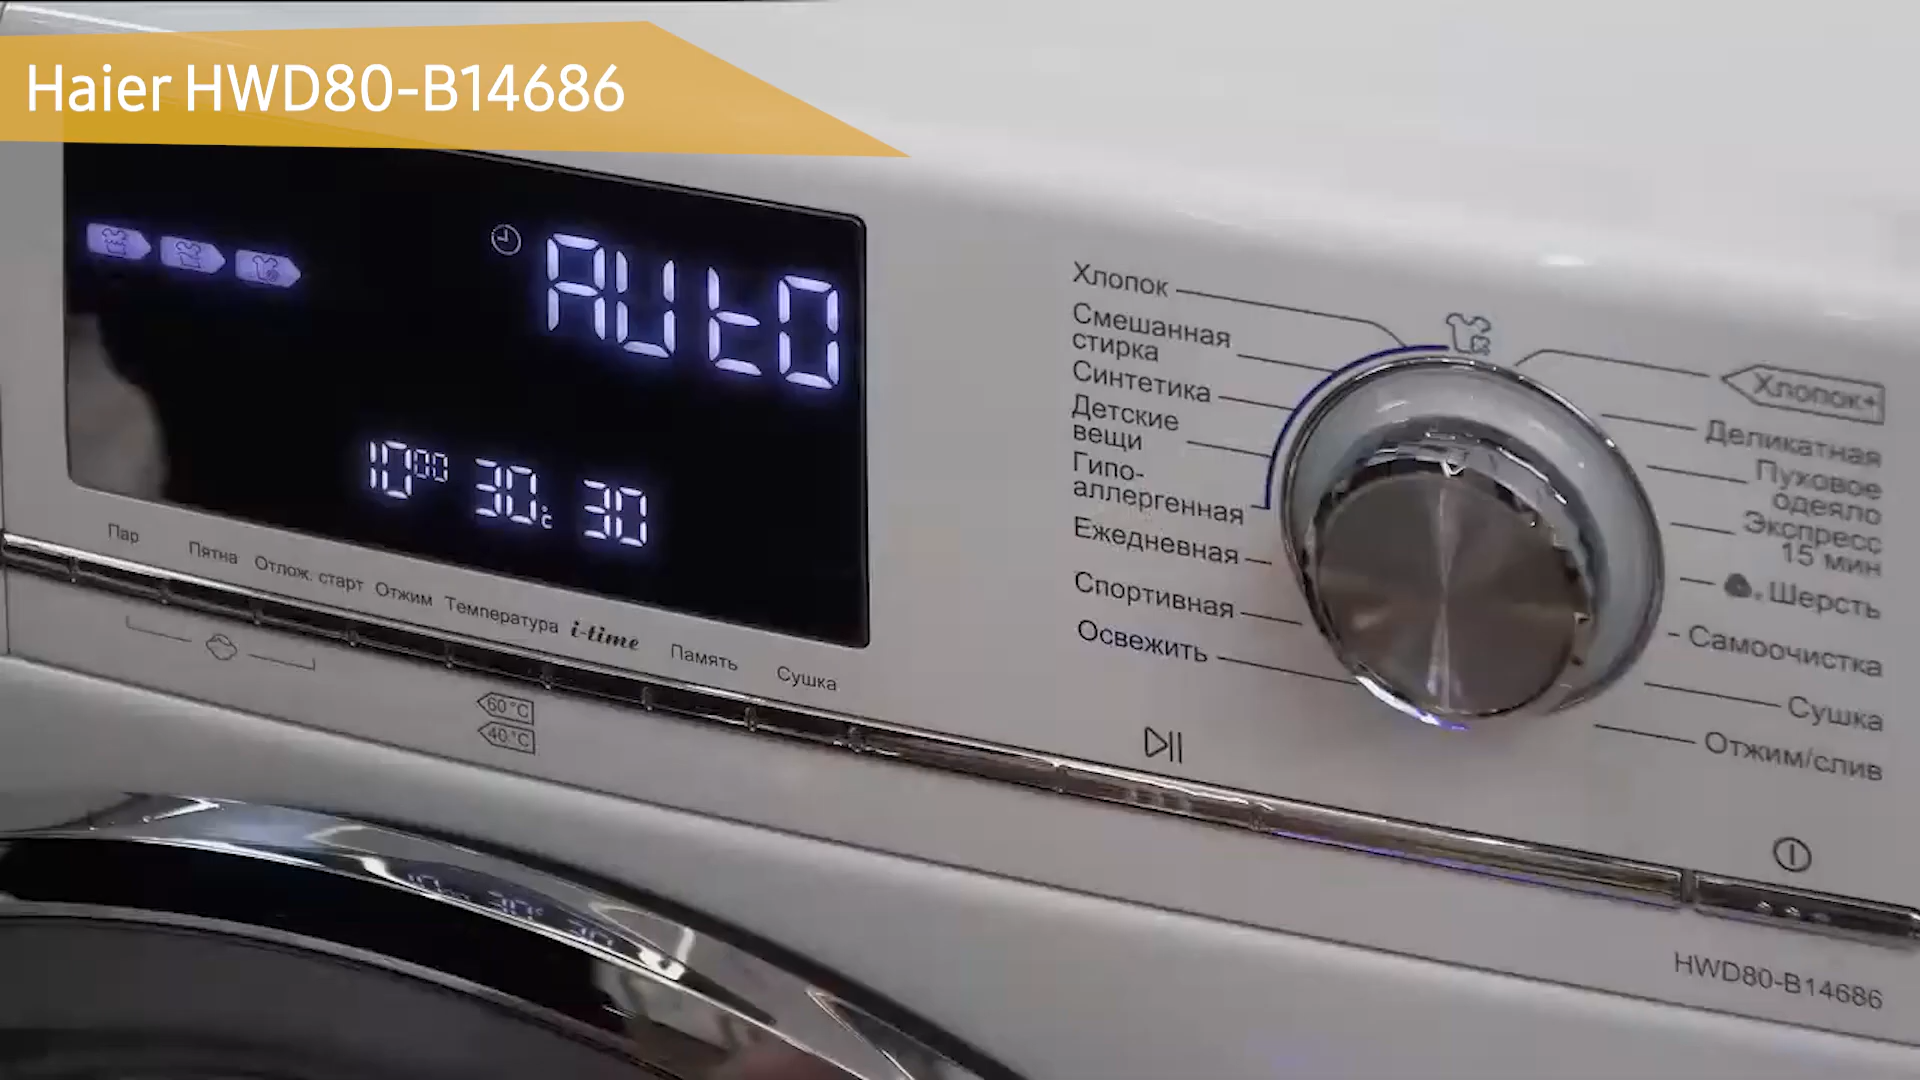 Haier HWD80-B14686
AUtO
10⁰⁰ 30°c 30
Пар
Пятна
Отлож. старт
Отжим
Температура
i-time
Память
Сушка
60 °C
40 °C
Хлопок
Смешанная
стирка
Синтетика
Детские
вещи
Гипо-
аллергенная
Ежедневная
Спортивная
Освежить
Хлопок+
Деликатная
Пуховое
одеяло
Экспресс
15 мин
Шерсть
Самоочистка
Сушка
Отжим/слив
HWD80-B14686